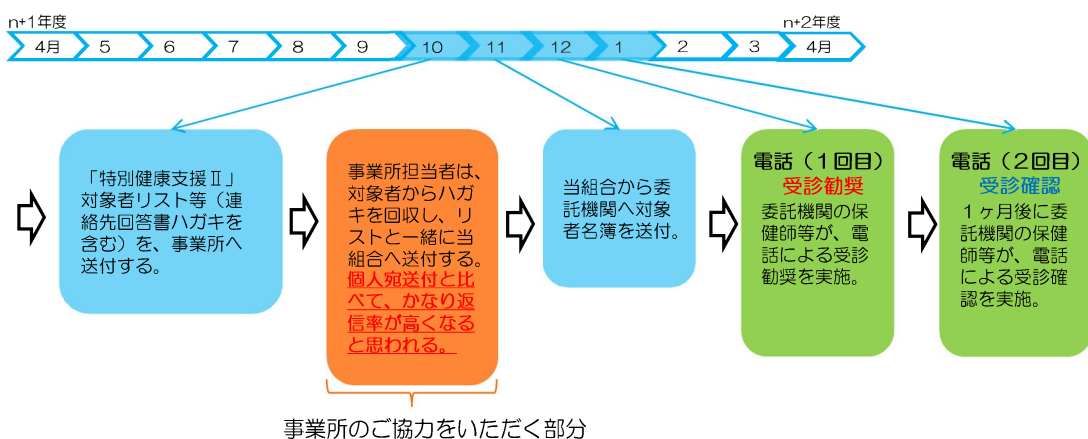 n+1年度
n+2年度
4月 5 6 7 8 9 10 11 12 1 2 3 4月
「特別健康支援Ⅱ」
対象者リスト等（連
絡先回答書ハガキを
含む）を、事業所へ
送付する。
事業所担当者は、
対象者からハガ
キを回収し、リ
ストと一緒に当
組合へ送付する。
個人宛送付と比
べて、かなり返
信率が高くなる
と思われる。
当組合から委
託機関へ対象
者名簿を送付。
電話（１回目）
受診勧奨
委託機関の保
健師等が、電
話による受診
勧奨を実施。
電話（２回目）
受診確認
１ヶ月後に委
託機関の保健
師等が、電話
による受診確
認を実施。
事業所のご協力をいただく部分